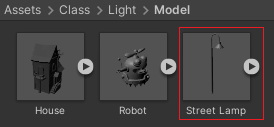 Assets > Class > Light > Model
House Robot Street Lamp